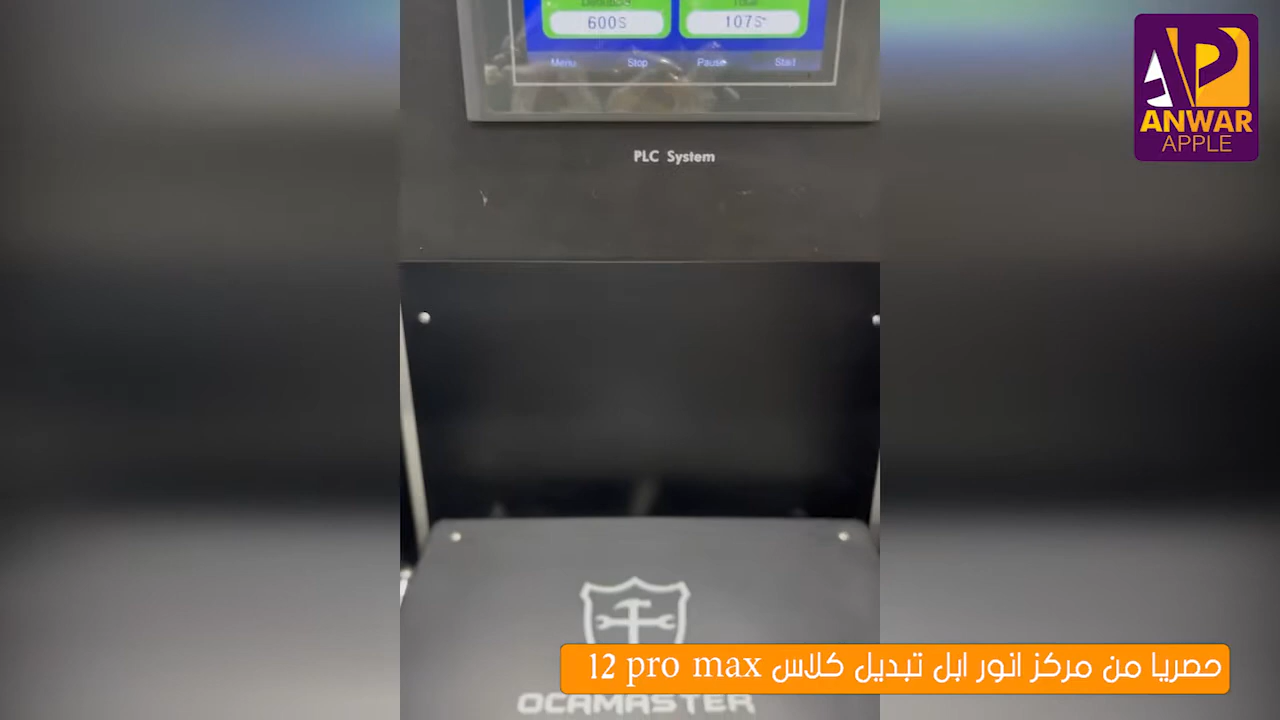 600S
107S
Menu Stop Pause Start
PLC System
OCAMASTER
حصريا من مركز انور ابل تبديل كلاس 12 pro max
AP
ANWAR
APPLE